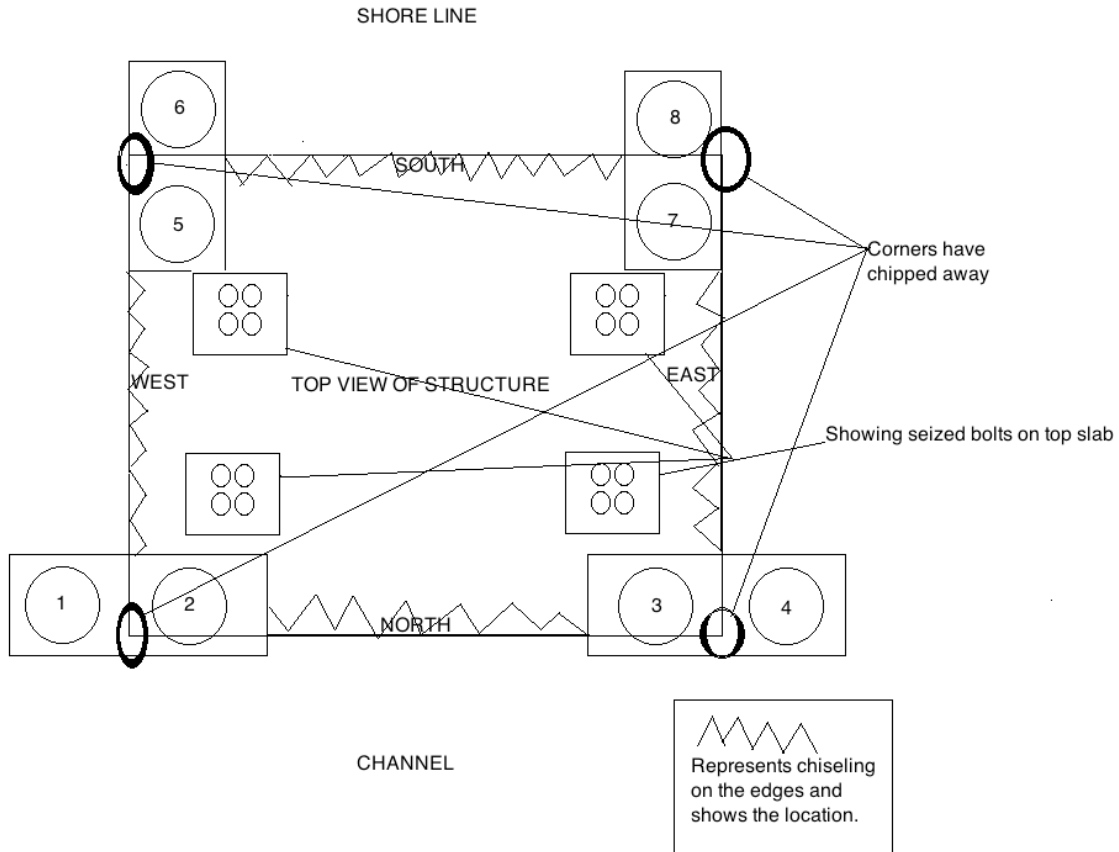 SHORE LINE
6
8
SOUTH
5
7
Corners have
chipped away
WEST
TOP VIEW OF STRUCTURE
EAST
Showing seized bolts on top slab
1
2
3
4
NORTH
CHANNEL
Represents chiseling
on the edges and
shows the location.